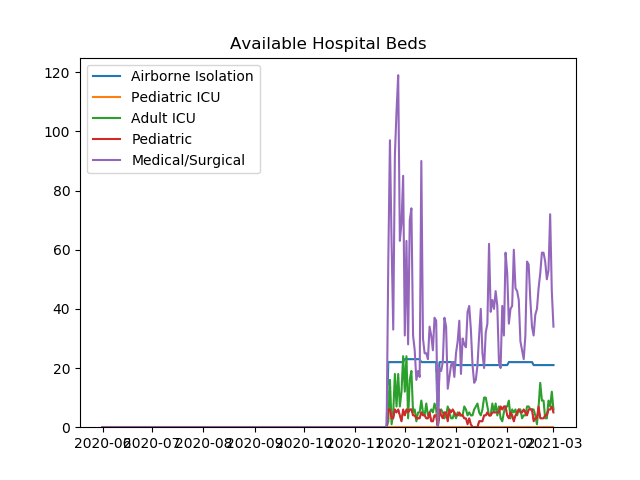 Available Hospital Beds
120
100
80
60
40
20
0
Airborne Isolation
Pediatric ICU
Adult ICU
Pediatric
Medical/Surgical
2020-06 2020-07 2020-08 2020-09 2020-10 2020-11 2020-12 2021-01 2021-02 2021-03